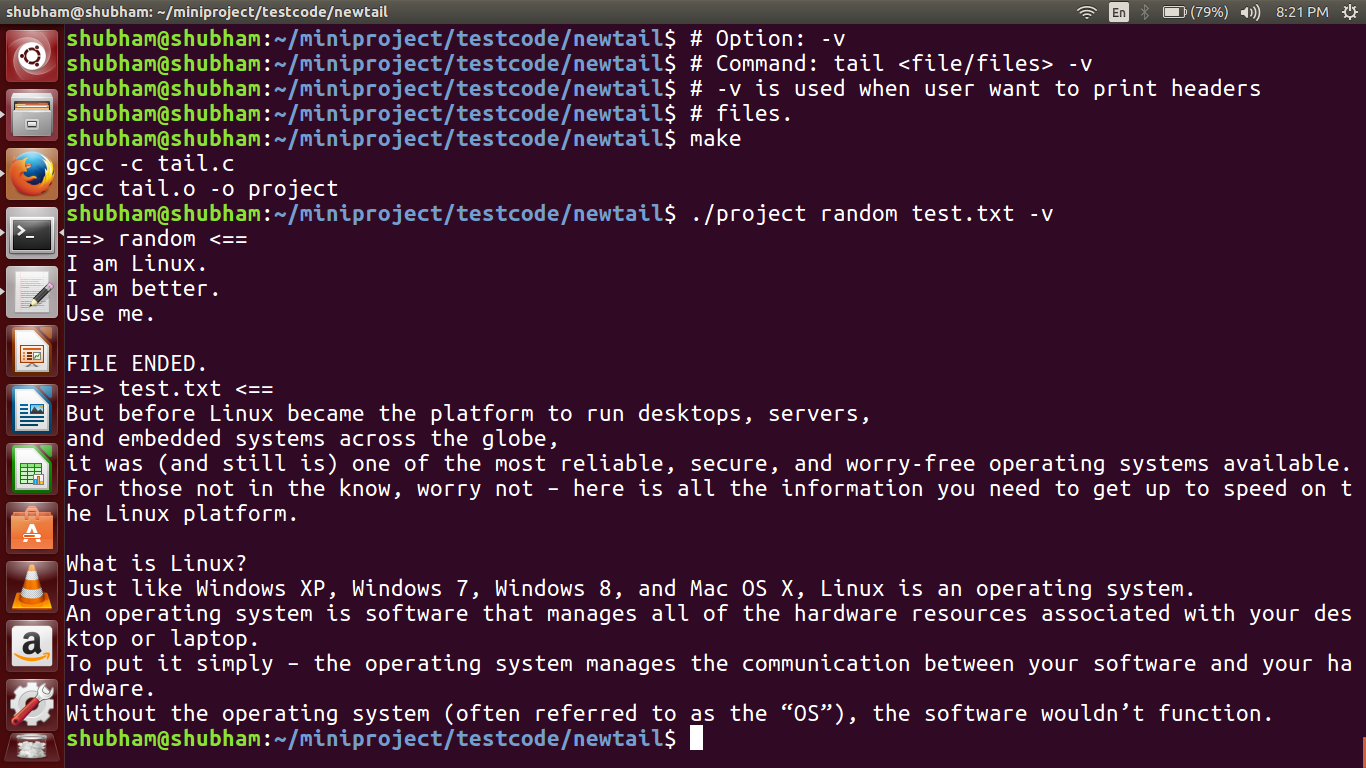 shubham@shubham: ~/miniproject/testcode/newtail En (79%) 8:21 PM
shubham@shubham:~/miniproject/testcode/newtail$ # Option: -v
shubham@shubham:~/miniproject/testcode/newtail$ # Command: tail <file/files> -v
shubham@shubham:~/miniproject/testcode/newtail$ # -v is used when user want to print headers
shubham@shubham:~/miniproject/testcode/newtail$ # files.
shubham@shubham:~/miniproject/testcode/newtail$ make
gcc -c tail.c
gcc tail.o -o project
shubham@shubham:~/miniproject/testcode/newtail$ ./project random test.txt -v
==> random <==
I am Linux.
I am better.
Use me.

FILE ENDED.
==> test.txt <==
But before Linux became the platform to run desktops, servers,
and embedded systems across the globe,
it was (and still is) one of the most reliable, secure, and worry-free operating systems available.
For those not in the know, worry not – here is all the information you need to get up to speed on t
he Linux platform.

What is Linux?
Just like Windows XP, Windows 7, Windows 8, and Mac OS X, Linux is an operating system.
An operating system is software that manages all of the hardware resources associated with your des
ktop or laptop.
To put it simply – the operating system manages the communication between your software and your ha
rdware.
Without the operating system (often referred to as the “OS”), the software wouldn’t function.
shubham@shubham:~/miniproject/testcode/newtail$